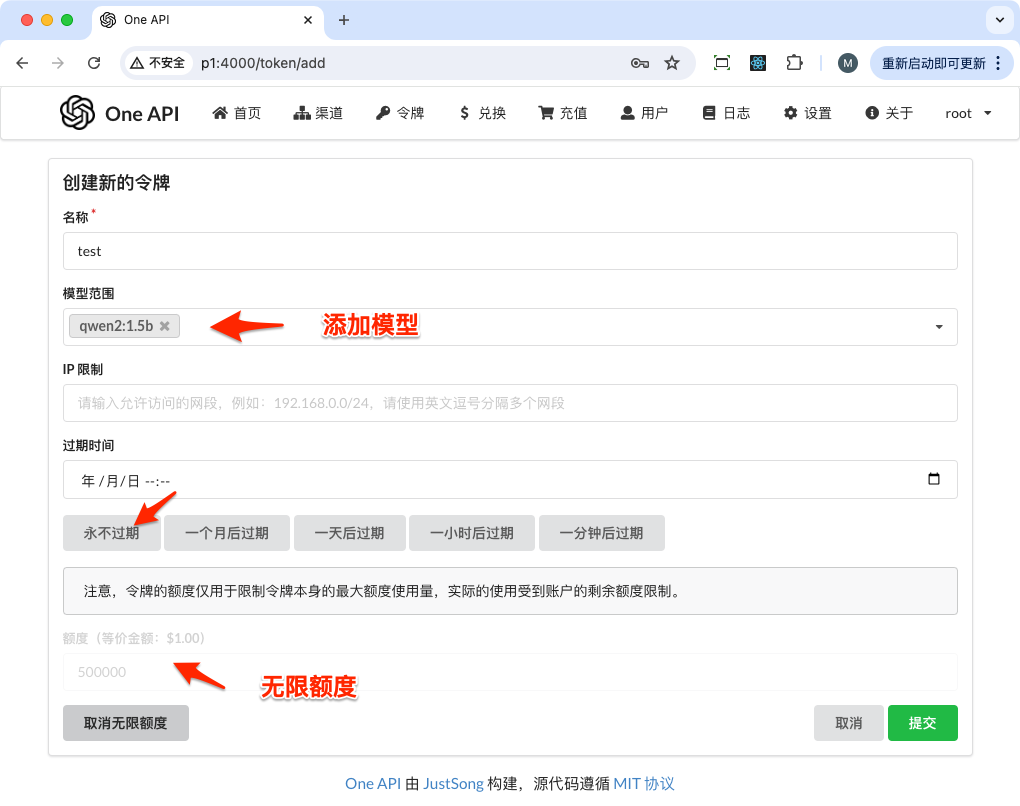 One API
不安全 p1:4000/token/add M 重新启动即可更新
One API 首页 渠道 令牌 兑换 充值 用户 日志 设置 关于 root
创建新的令牌
名称*
test
模型范围
qwen2:1.5b 添加模型
IP 限制
请输入允许访问的网段，例如：192.168.0.0/24，请使用英文逗号分隔多个网段
过期时间
年 /月/日 --:--
永不过期 一个月后过期 一天后过期 一小时后过期 一分钟后过期
注意，令牌的额度仅用于限制令牌本身的最大额度使用量，实际的使用受到账户的剩余额度限制。
额度（等价金额：$1.00）
500000
无限额度
取消无限额度 取消 提交
One API 由 JustSong 构建，源代码遵循 MIT 协议